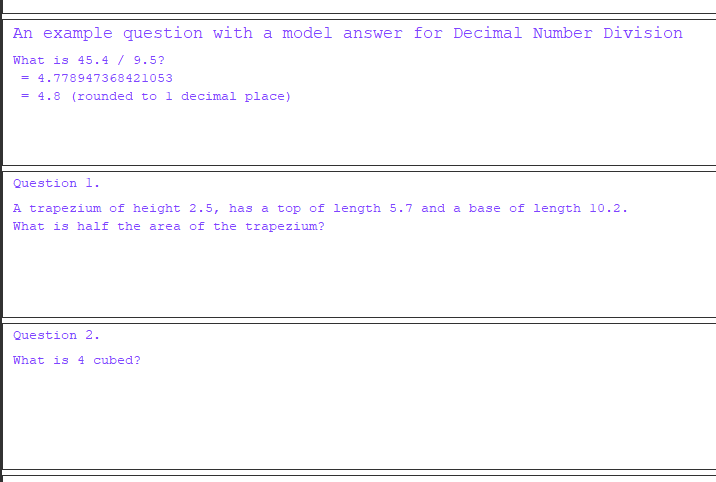 An example question with a model answer for Decimal Number Division
What is 45.4 / 9.5?
= 4.778947368421053
= 4.8 (rounded to 1 decimal place)
Question 1.
A trapezium of height 2.5, has a top of length 5.7 and a base of length 10.2.
What is half the area of the trapezium?
Question 2.
What is 4 cubed?